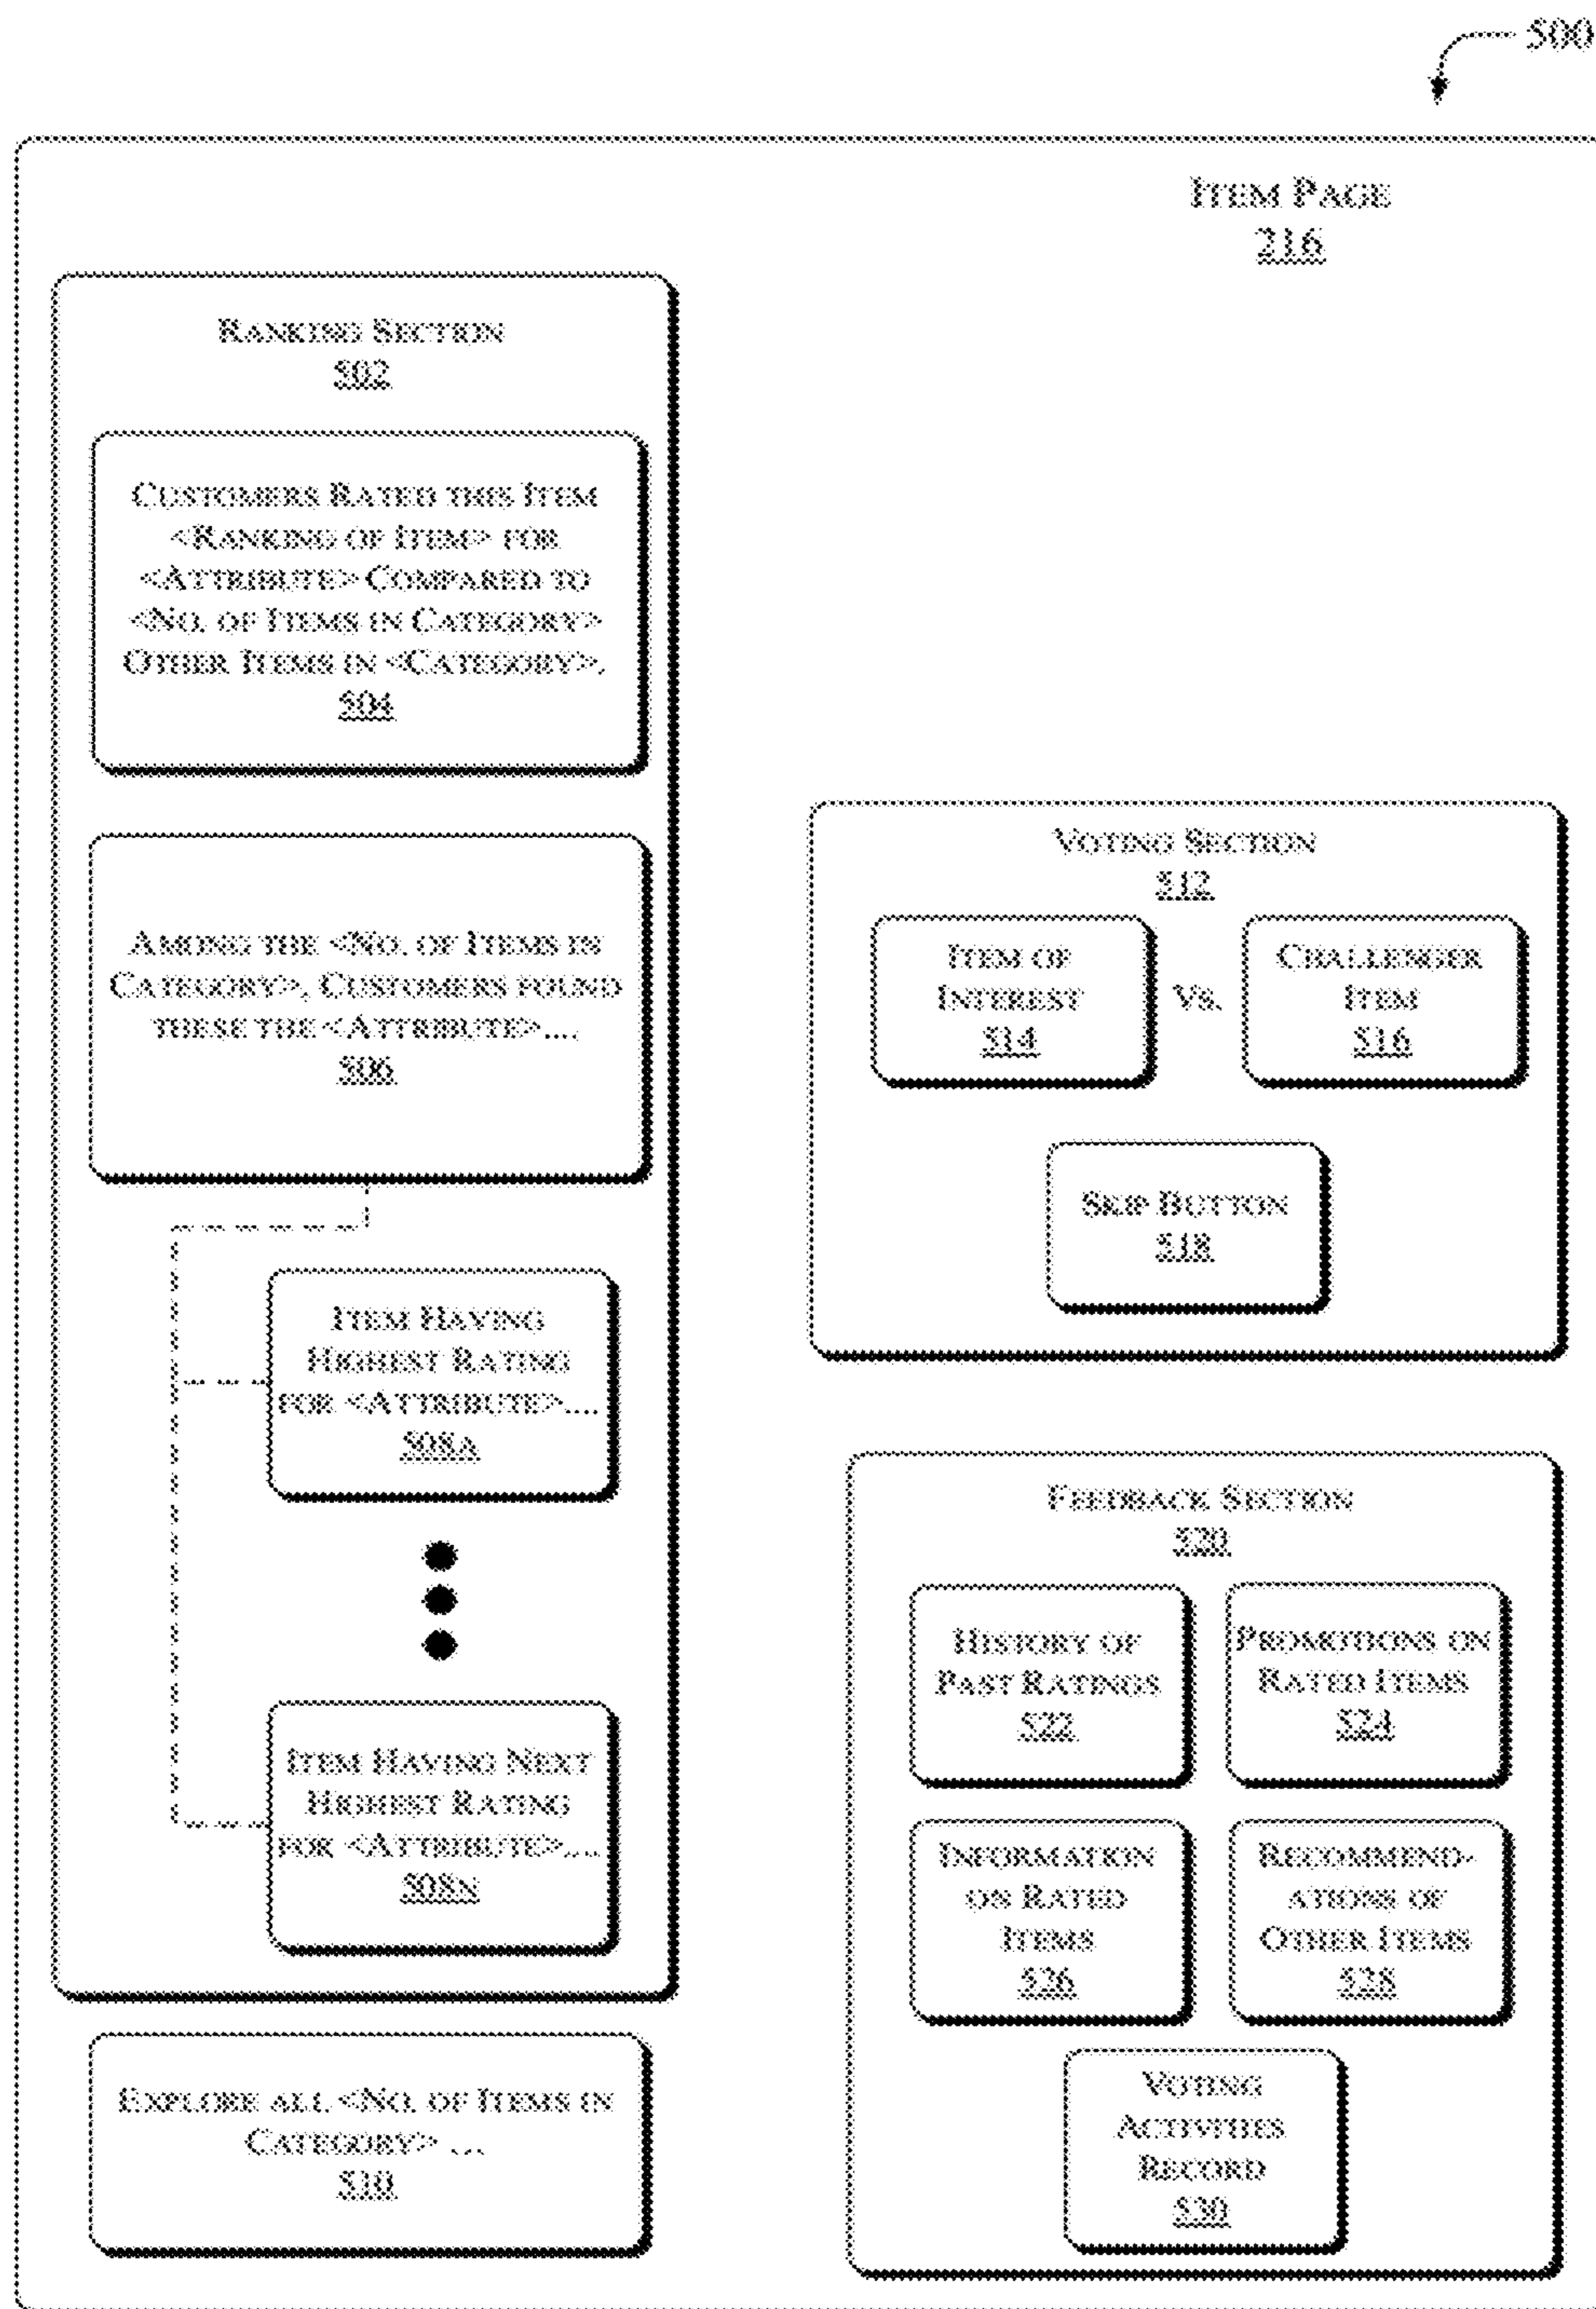 500
ITEM PAGE
216
RANKING SECTION
502
CUSTOMERS RATED THIS ITEM
<RANKING OF ITEM> FOR
<ATTRIBUTE> COMPARED TO
<NO. OF ITEMS IN CATEGORY>
OTHER ITEMS IN <CATEGORY>.
504
AMONG THE <NO. OF ITEMS IN
CATEGORY>, CUSTOMERS FOUND
THESE THE <ATTRIBUTE>....
506
ITEM HAVING
HIGHEST RATING
FOR <ATTRIBUTE>....
508A
ITEM HAVING NEXT
HIGHEST RATING
FOR <ATTRIBUTE>....
508N
EXPLORE ALL <NO. OF ITEMS IN
CATEGORY> ...
510
VOTING SECTION
512
ITEM OF
INTEREST
514
VS.
CHALLENGER
ITEM
516
SKIP BUTTON
518
FEEDBACK SECTION
520
HISTORY OF
PAST RATINGS
522
PROMOTIONS ON
RATED ITEMS
524
INFORMATION
ON RATED
ITEMS
526
RECOMMEND-
ATIONS OF
OTHER ITEMS
528
VOTING
ACTIVITIES
RECORD
530